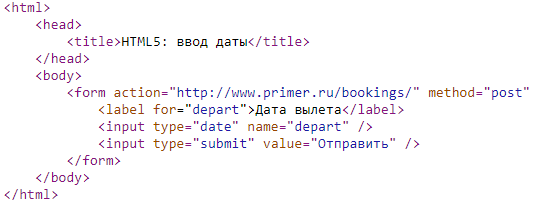 <html>
<head>
<title>HTML5: ввод даты</title>
</head>
<body>
<form action="http://www.primer.ru/bookings/" method="post"
<label for="depart">Дата вылета</label>
<input type="date" name="depart" />
<input type="submit" value="Отправить" />
</form>
</body>
</html>